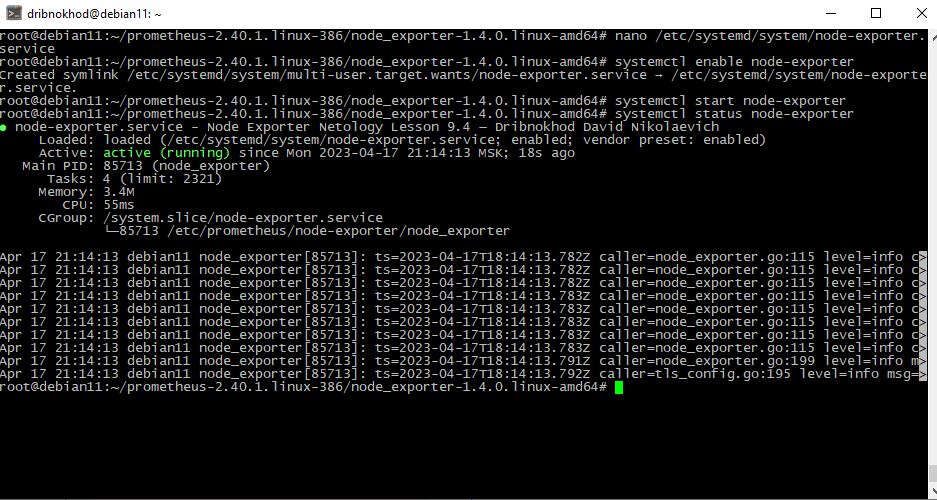 dribnokhod@debian11: ~
root@debian11:~/prometheus-2.40.1.linux-386/node_exporter-1.4.0.linux-amd64# nano /etc/systemd/system/node-exporter.
service
root@debian11:~/prometheus-2.40.1.linux-386/node_exporter-1.4.0.linux-amd64# systemctl enable node-exporter
Created symlink /etc/systemd/system/multi-user.target.wants/node-exporter.service → /etc/systemd/system/node-exporte
r.service.
root@debian11:~/prometheus-2.40.1.linux-386/node_exporter-1.4.0.linux-amd64# systemctl start node-exporter
root@debian11:~/prometheus-2.40.1.linux-386/node_exporter-1.4.0.linux-amd64# systemctl status node-exporter
● node-exporter.service - Node Exporter Netology Lesson 9.4 — Dribnokhod David Nikolaevich
Loaded: loaded (/etc/systemd/system/node-exporter.service; enabled; vendor preset: enabled)
Active: active (running) since Mon 2023-04-17 21:14:13 MSK; 18s ago
Main PID: 85713 (node_exporter)
Tasks: 4 (limit: 2321)
Memory: 3.4M
CPU: 55ms
CGroup: /system.slice/node-exporter.service
└─85713 /etc/prometheus/node-exporter/node_exporter
Apr 17 21:14:13 debian11 node_exporter[85713]: ts=2023-04-17T18:14:13.782Z caller=node_exporter.go:115 level=info c>
Apr 17 21:14:13 debian11 node_exporter[85713]: ts=2023-04-17T18:14:13.783Z caller=node_exporter.go:115 level=info c>
Apr 17 21:14:13 debian11 node_exporter[85713]: ts=2023-04-17T18:14:13.782Z caller=node_exporter.go:115 level=info c>
Apr 17 21:14:13 debian11 node_exporter[85713]: ts=2023-04-17T18:14:13.783Z caller=node_exporter.go:115 level=info c>
Apr 17 21:14:13 debian11 node_exporter[85713]: ts=2023-04-17T18:14:13.783Z caller=node_exporter.go:115 level=info c>
Apr 17 21:14:13 debian11 node_exporter[85713]: ts=2023-04-17T18:14:13.783Z caller=node_exporter.go:115 level=info c>
Apr 17 21:14:13 debian11 node_exporter[85713]: ts=2023-04-17T18:14:13.783Z caller=node_exporter.go:115 level=info c>
Apr 17 21:14:13 debian11 node_exporter[85713]: ts=2023-04-17T18:14:13.783Z caller=node_exporter.go:115 level=info c>
Apr 17 21:14:13 debian11 node_exporter[85713]: ts=2023-04-17T18:14:13.791Z caller=node_exporter.go:199 level=info m>
Apr 17 21:14:13 debian11 node_exporter[85713]: ts=2023-04-17T18:14:13.792Z caller=tls_config.go:195 level=info msg=>
root@debian11:~/prometheus-2.40.1.linux-386/node_exporter-1.4.0.linux-amd64#